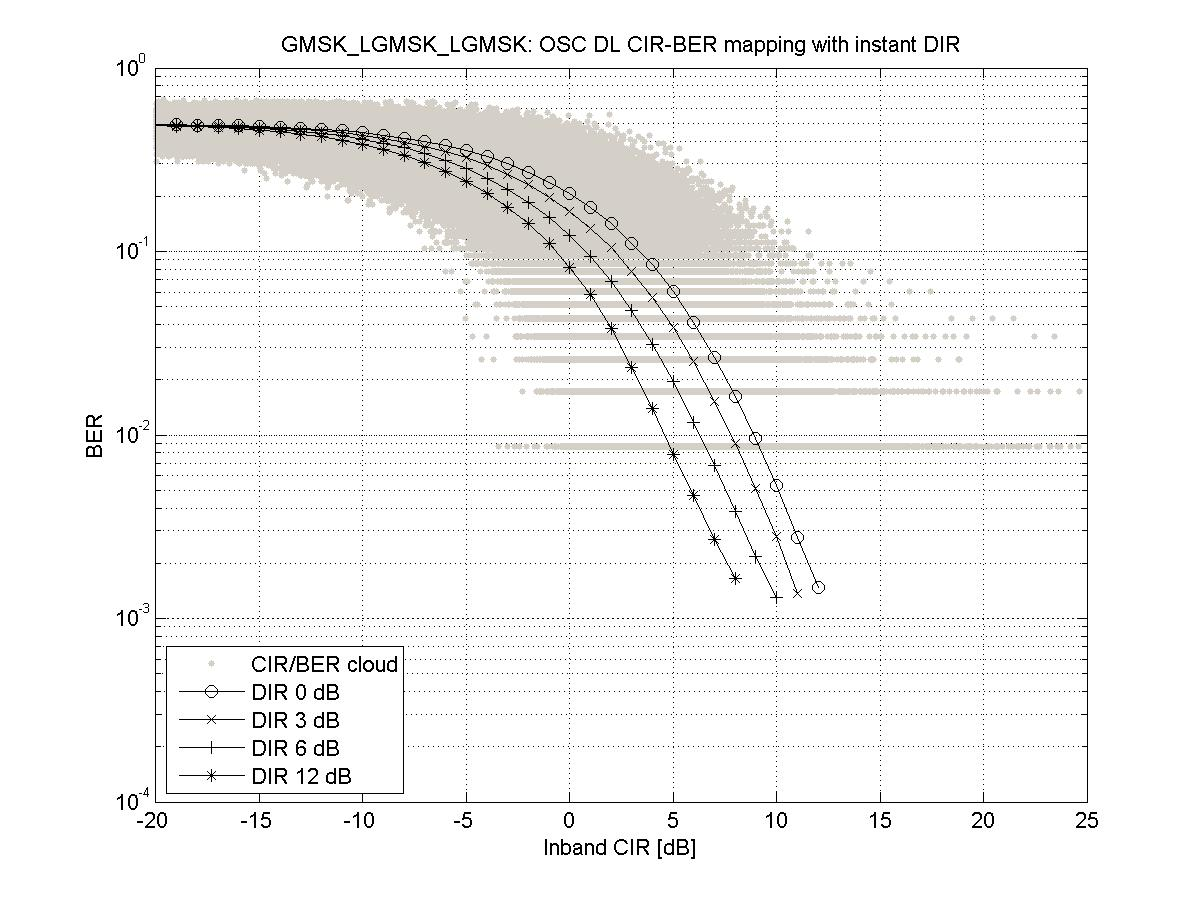 GMSK_LGMSK_LGMSK: OSC DL CIR-BER mapping with instant DIR
10^0
10^-1
10^-2
10^-3
10^-4
BER
CIR/BER cloud
DIR 0 dB
DIR 3 dB
DIR 6 dB
DIR 12 dB
-20 -15 -10 -5 0 5 10 15 20 25
Inband CIR [dB]